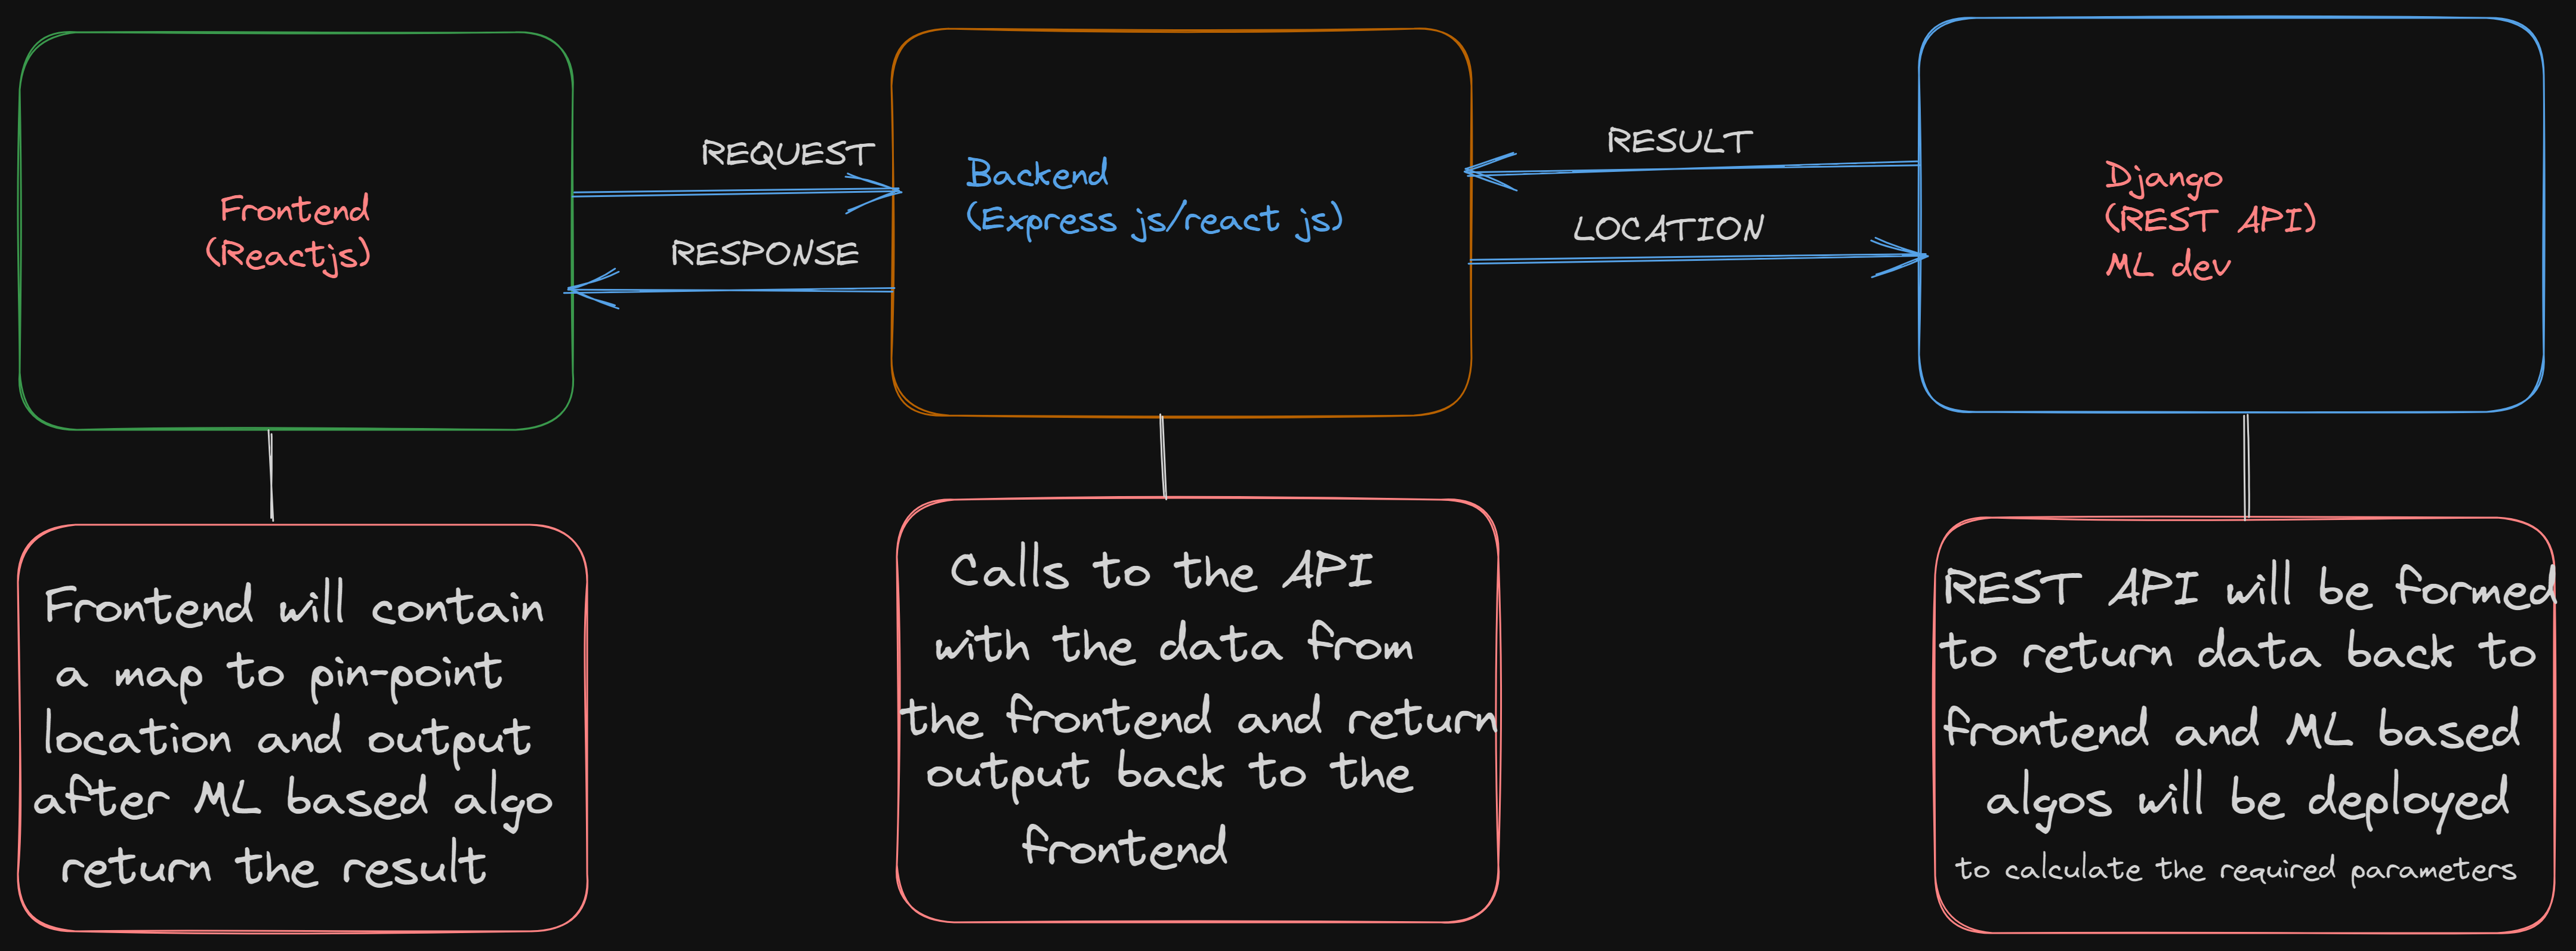 Frontend
(Reactjs)
REQUEST
RESPONSE
Backend
(Express js/react js)
RESULT
LOCATION
Django
(REST API)
ML dev
Frontend will contain
a map to pin-point
location and output
after ML based algo
return the result
Calls to the API
with the data from
the frontend and return
output back to the
frontend
REST API will be formed
to return data back to
frontend and ML based
algos will be deployed
to calculate the required parameters